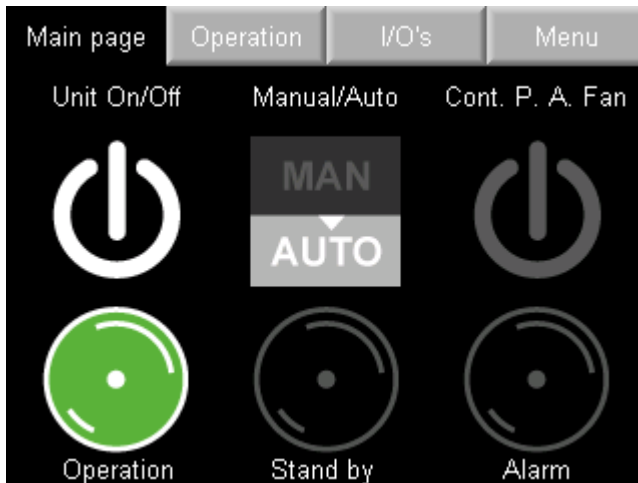 Main page Operation I/O's Menu
Unit On/Off Manual/Auto Cont. P. A. Fan
MAN
AUTO
Operation Stand by Alarm